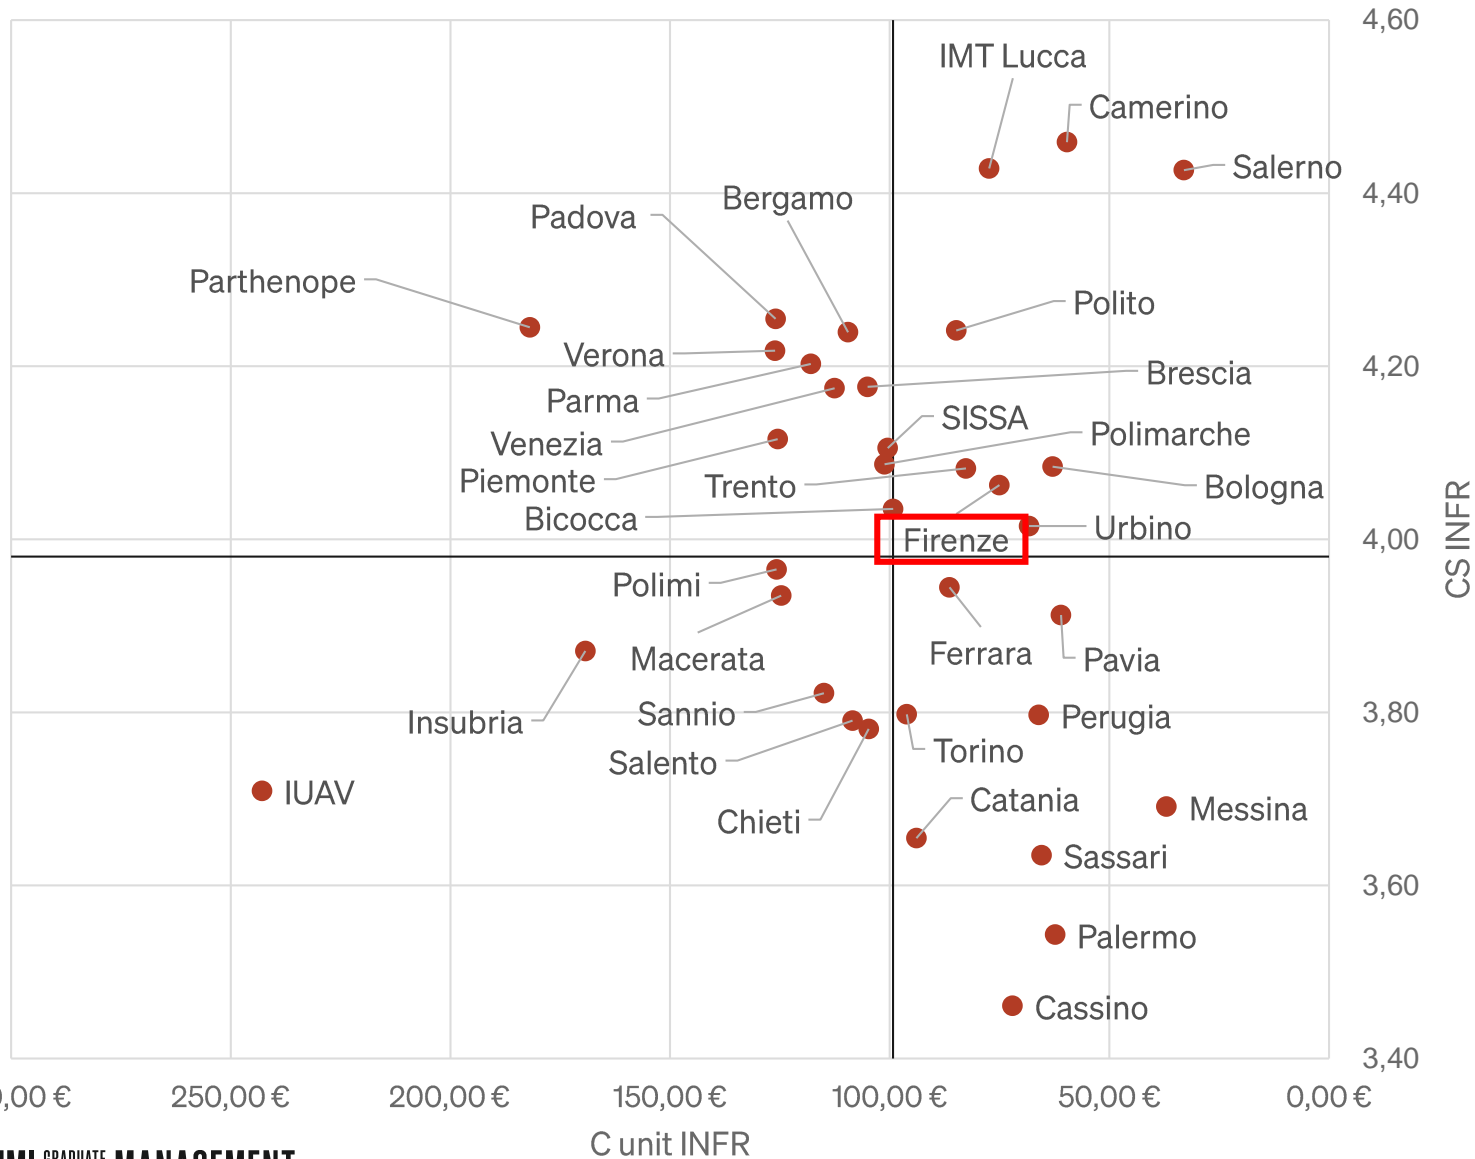 4,60
IMT Lucca
Camerino
Salerno
4,40
Bergamo
Padova
Parthenope
Polito
Verona
4,20
Brescia
Parma
SISSA
Venezia
Polimarche
Piemonte
Trento
Bologna
Bicocca
Urbino
Firenze
4,00
CS INFR
Polimi
Macerata
Ferrara
Pavia
Insubria
Sannio
3,80
Perugia
Torino
Salento
IUAV
Catania
Messina
Chieti
Sassari
3,60
Palermo
Cassino
3,40
0,00 € 250,00 € 200,00 € 150,00 € 100,00 € 50,00 € 0,00 €
C unit INFR